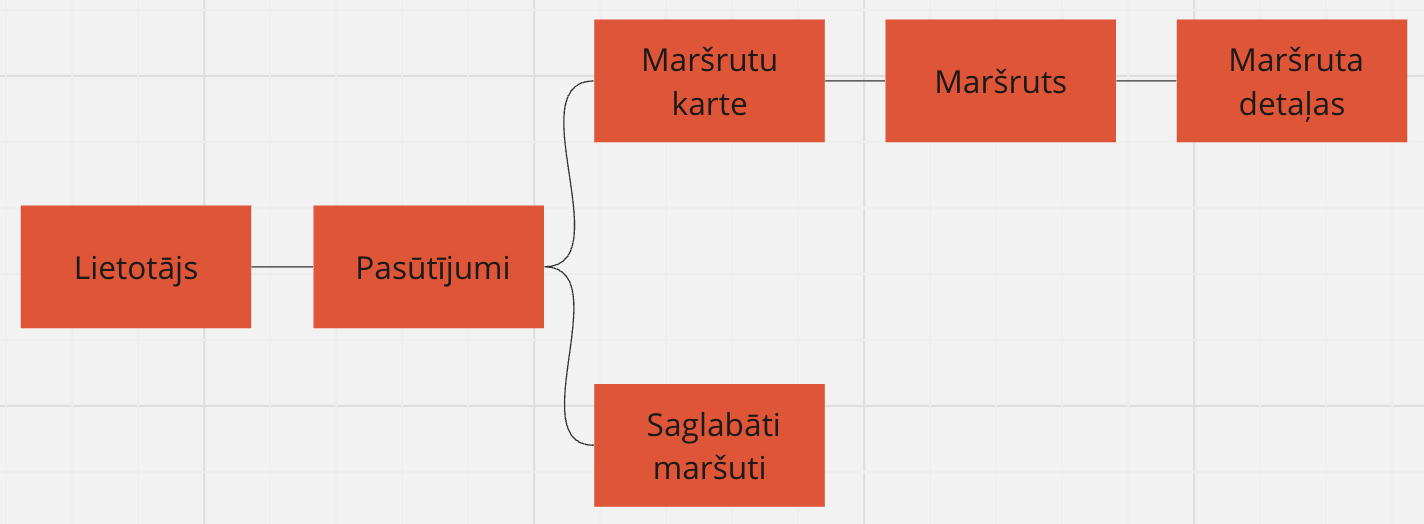 Maršrutu
karte
Maršruts
Maršruta
detaļas
Lietotājs
Pasūtījumi
Saglabāti
maršuti